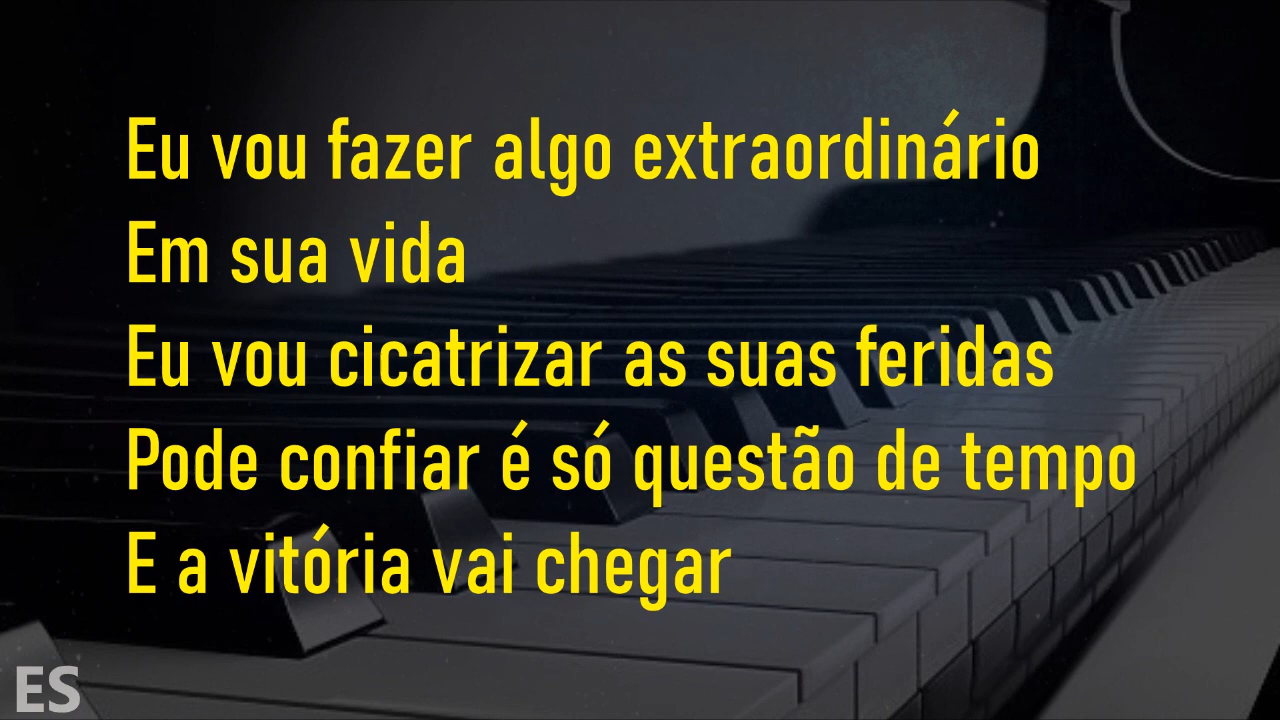 Eu vou fazer algo extraordinário
Em sua vida
Eu vou cicatrizar as suas feridas
Pode confiar é só questão de tempo
E a vitória vai chegar
ES